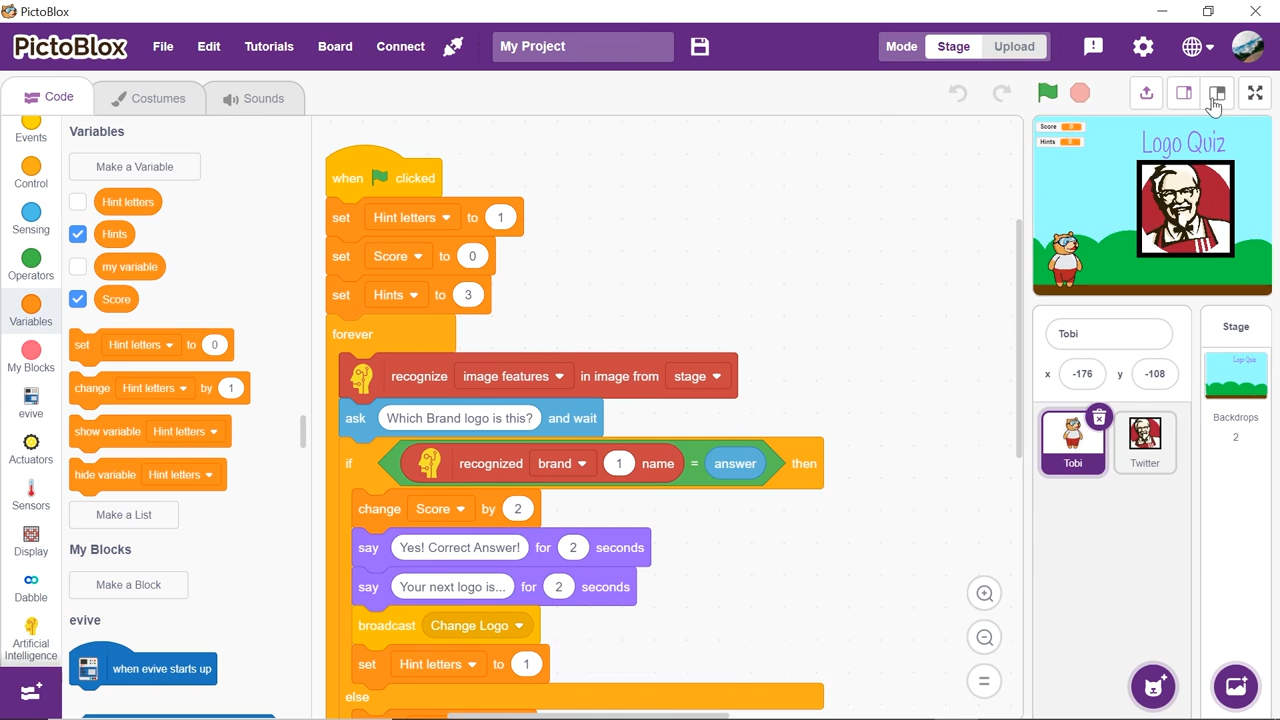 PictoBlox
PictoBlox File Edit Tutorials Board Connect My Project Mode Stage Upload
Code Costumes Sounds
Events
Control
Sensing
Operators
Variables
My Blocks
evive
Actuators
Sensors
Display
Dabble
Artificial
Intelligence
Variables
Make a Variable
Hint letters
Hints
my variable
Score
set Hint letters to 0
change Hint letters by 1
show variable Hint letters
hide variable Hint letters
Make a List
My Blocks
Make a Block
evive
when evive starts up
when clicked
set Hint letters to 1
set Score to 0
set Hints to 3
forever
recognize image features in image from stage
ask Which Brand logo is this? and wait
if recognized brand 1 name = answer then
change Score by 2
say Yes! Correct Answer! for 2 seconds
say Your next logo is... for 2 seconds
broadcast Change Logo
set Hint letters to 1
else
Score
Hints
Logo Quiz
Tobi
x -176 y -108
Tobi
Twitter
Stage
Logo Quiz
Backdrops
2